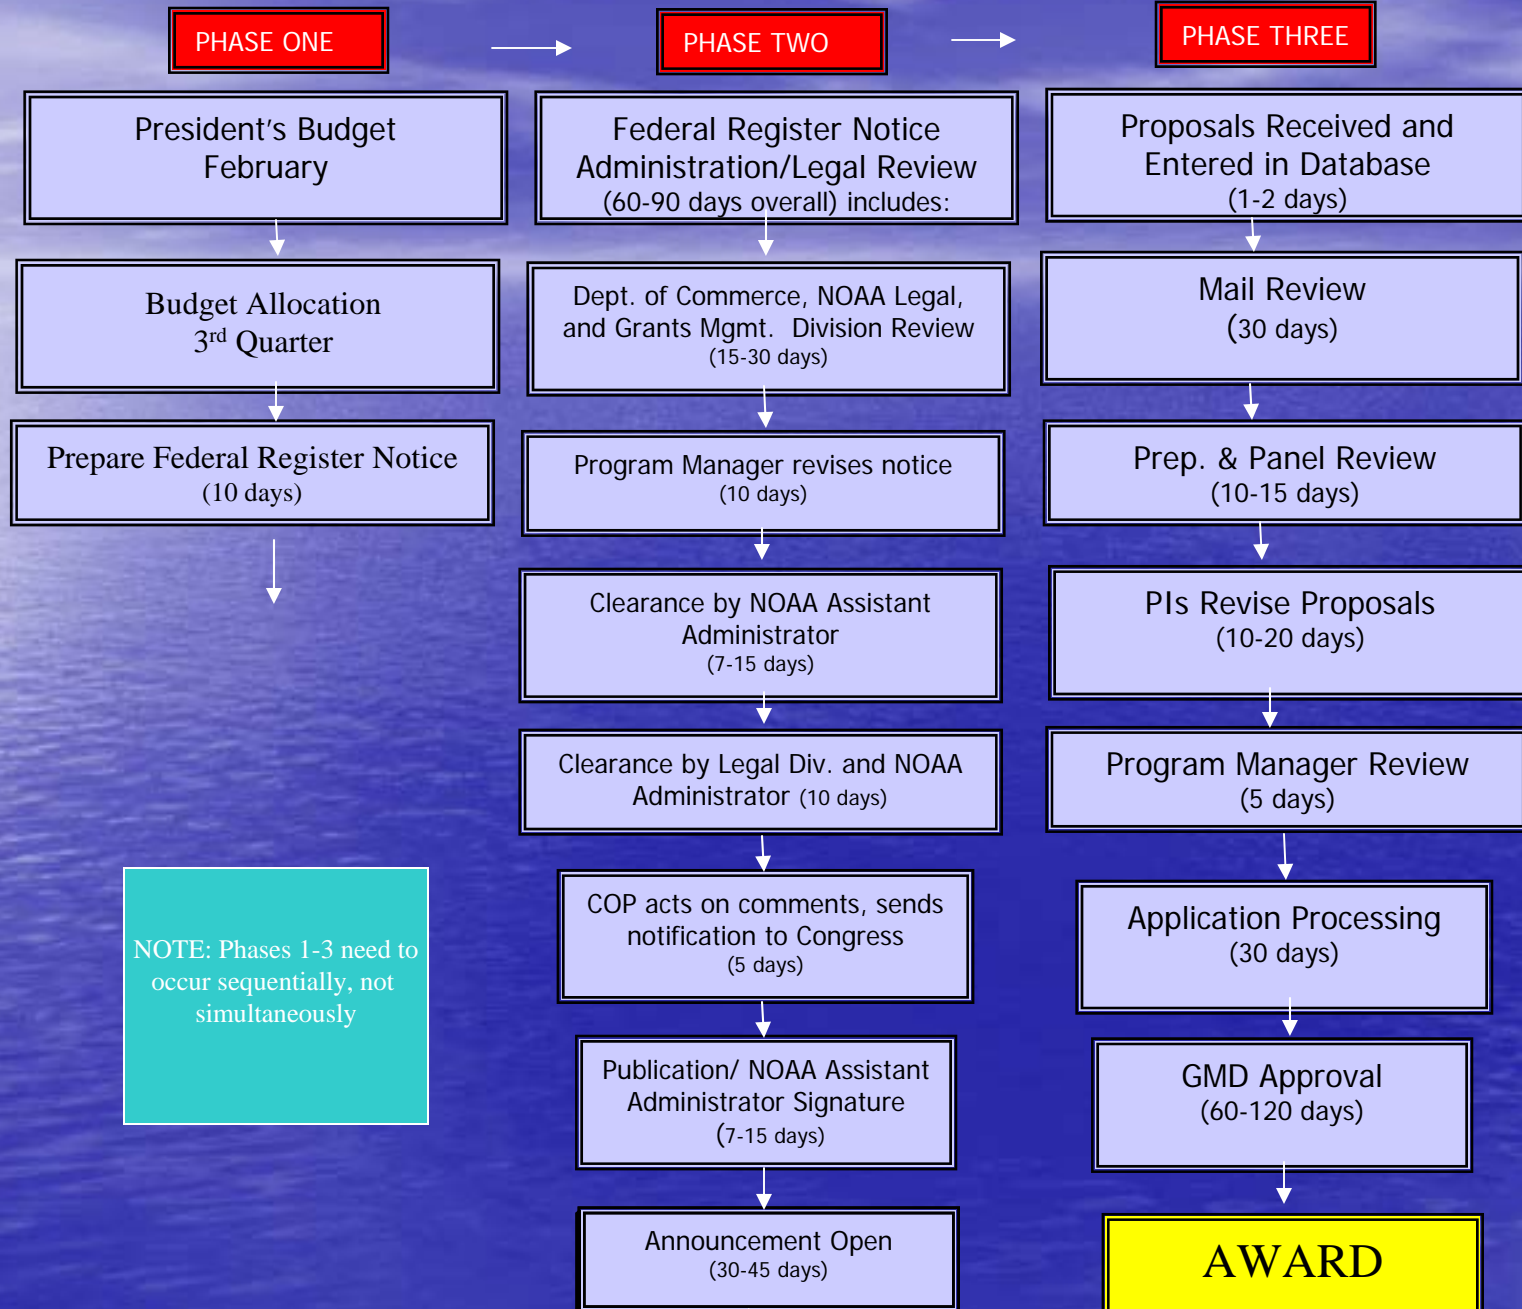 PHASE ONE
President's Budget
February
Budget Allocation
3rd Quarter
Prepare Federal Register Notice
(10 days)
NOTE: Phases 1-3 need to
occur sequentially, not
simultaneously
PHASE TWO
Federal Register Notice
Administration/Legal Review
(60-90 days overall) includes:
Dept. of Commerce, NOAA Legal,
and Grants Mgmt. Division Review
(15-30 days)
Program Manager revises notice
(10 days)
Clearance by NOAA Assistant
Administrator
(7-15 days)
Clearance by Legal Div. and NOAA
Administrator (10 days)
COP acts on comments, sends
notification to Congress
(5 days)
Publication/ NOAA Assistant
Administrator Signature
(7-15 days)
Announcement Open
(30-45 days)
PHASE THREE
Proposals Received and
Entered in Database
(1-2 days)
Mail Review
(30 days)
Prep. & Panel Review
(10-15 days)
PIs Revise Proposals
(10-20 days)
Program Manager Review
(5 days)
Application Processing
(30 days)
GMD Approval
(60-120 days)
AWARD